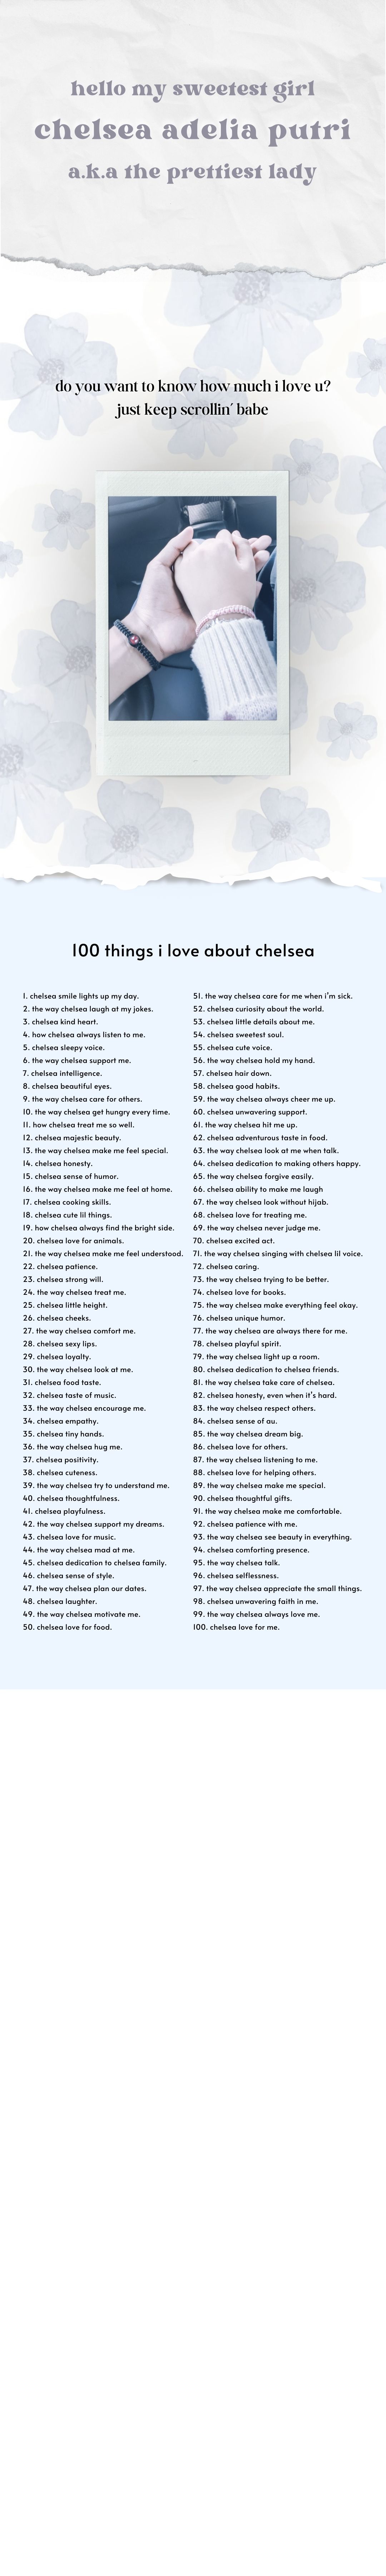 hello my sweetest girl
chelsea adelia putri
a.k.a the prettiest lady
do you want to know how much i love u?
just keep scrollin' babe
100 things i love about chelsea
1. chelsea smile lights up my day.
2. the way chelsea laugh at my jokes.
3. chelsea kind heart.
4. how chelsea always listen to me.
5. chelsea sleepy voice.
6. the way chelsea support me.
7. chelsea intelligence.
8. chelsea beautiful eyes.
9. the way chelsea care for others.
10. the way chelsea get hungry every time.
11. how chelsea treat me so well.
12. chelsea majestic beauty.
13. the way chelsea make me feel special.
14. chelsea honesty.
15. chelsea sense of humor.
16. the way chelsea make me feel at home.
17. chelsea cooking skills.
18. chelsea cute lil things.
19. how chelsea always find the bright side.
20. chelsea love for animals.
21. the way chelsea make me feel understood.
22. chelsea patience.
23. chelsea strong will.
24. the way chelsea treat me.
25. chelsea little height.
26. chelsea cheeks.
27. the way chelsea comfort me.
28. chelsea sexy lips.
29. chelsea loyalty.
30. the way chelsea look at me.
31. chelsea food taste.
32. chelsea taste of music.
33. the way chelsea encourage me.
34. chelsea empathy.
35. chelsea tiny hands.
36. the way chelsea hug me.
37. chelsea positivity.
38. chelsea cuteness.
39. the way chelsea try to understand me.
40. chelsea thoughtfulness.
41. chelsea playfulness.
42. the way chelsea support my dreams.
43. chelsea love for music.
44. the way chelsea mad at me.
45. chelsea dedication to chelsea family.
46. chelsea sense of style.
47. the way chelsea plan our dates.
48. chelsea laughter.
49. the way chelsea motivate me.
50. chelsea love for food.
51. the way chelsea care for me when i'm sick.
52. chelsea curiosity about the world.
53. chelsea little details about me.
54. chelsea sweetest soul.
55. chelsea cute voice.
56. the way chelsea hold my hand.
57. chelsea hair down.
58. chelsea good habits.
59. the way chelsea always cheer me up.
60. chelsea unwavering support.
61. the way chelsea hit me up.
62. chelsea adventurous taste in food.
63. the way chelsea look at me when talk.
64. chelsea dedication to making others happy.
65. the way chelsea forgive easily.
66. chelsea ability to make me laugh
67. the way chelsea look without hijab.
68. chelsea love for treating me.
69. the way chelsea never judge me.
70. chelsea excited act.
71. the way chelsea singing with chelsea lil voice.
72. chelsea caring.
73. the way chelsea trying to be better.
74. chelsea love for books.
75. the way chelsea make everything feel okay.
76. chelsea unique humor.
77. the way chelsea are always there for me.
78. chelsea playful spirit.
79. the way chelsea light up a room.
80. chelsea dedication to chelsea friends.
81. the way chelsea take care of chelsea.
82. chelsea honesty, even when it's hard.
83. the way chelsea respect others.
84. chelsea sense of au.
85. the way chelsea dream big.
86. chelsea love for others.
87. the way chelsea listening to me.
88. chelsea love for helping others.
89. the way chelsea make me special.
90. chelsea thoughtful gifts.
91. the way chelsea make me comfortable.
92. chelsea patience with me.
93. the way chelsea see beauty in everything.
94. chelsea comforting presence.
95. the way chelsea talk.
96. chelsea selflessness.
97. the way chelsea appreciate the small things.
98. chelsea unwavering faith in me.
99. the way chelsea always love me.
100. chelsea love for me.